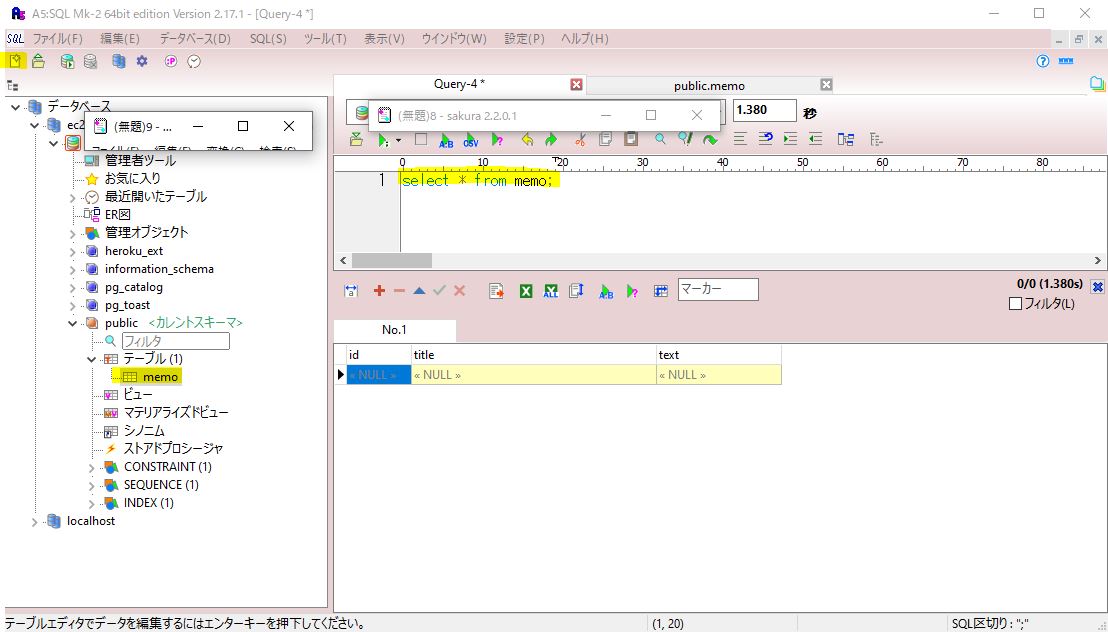 A5:SQL Mk-2 64bit edition Version 2.17.1 - [Query-4 *]
SQL ファイル(F) 編集(E) データベース(D) SQL(S) ツール(T) 表示(V) ウインドウ(W) 設定(P) ヘルプ(H)
Query-4 * public.memo
データベース
(無題)8 - sakura 2.2.0.1
1.380 秒
ec2
(無題)9 - ...
管理者ツール
お気に入り
最近開いたテーブル
ER図
管理オブジェクト
heroku_ext
information_schema
pg_catalog
pg_toast
public <カレントスキーマ>
フィルタ
テーブル (1)
memo
ビュー
マテリアライズドビュー
シノニム
ストアドプロシージャ
CONSTRAINT (1)
SEQUENCE (1)
INDEX (1)
localhost
A:B CSV
0 10 20 30 40 50 60 70 80
1 select * from memo;
ALL A:B マーカー
0/0 (1.380s)
フィルタ(L)
No.1
id title text
« NULL » « NULL » « NULL »
テーブルエディタでデータを編集するにはエンターキーを押下してください。 (1, 20) SQL区切り : ";"